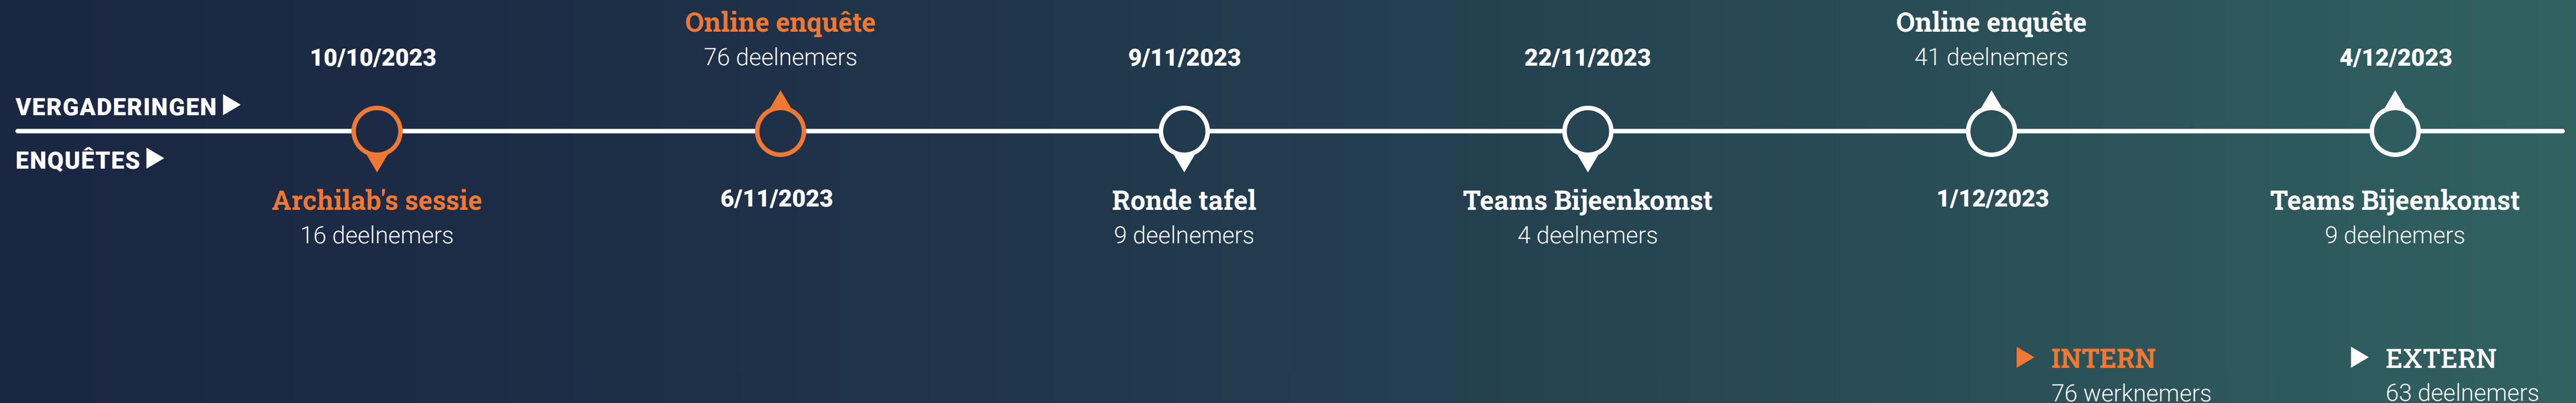 VERGADERINGEN
ENQUÊTES
10/10/2023
Archilab's sessie
16 deelnemers
Online enquête
76 deelnemers
6/11/2023
9/11/2023
Ronde tafel
9 deelnemers
22/11/2023
Teams Bijeenkomst
4 deelnemers
Online enquête
41 deelnemers
1/12/2023
4/12/2023
Teams Bijeenkomst
9 deelnemers
INTERN
76 werknemers
EXTERN
63 deelnemers